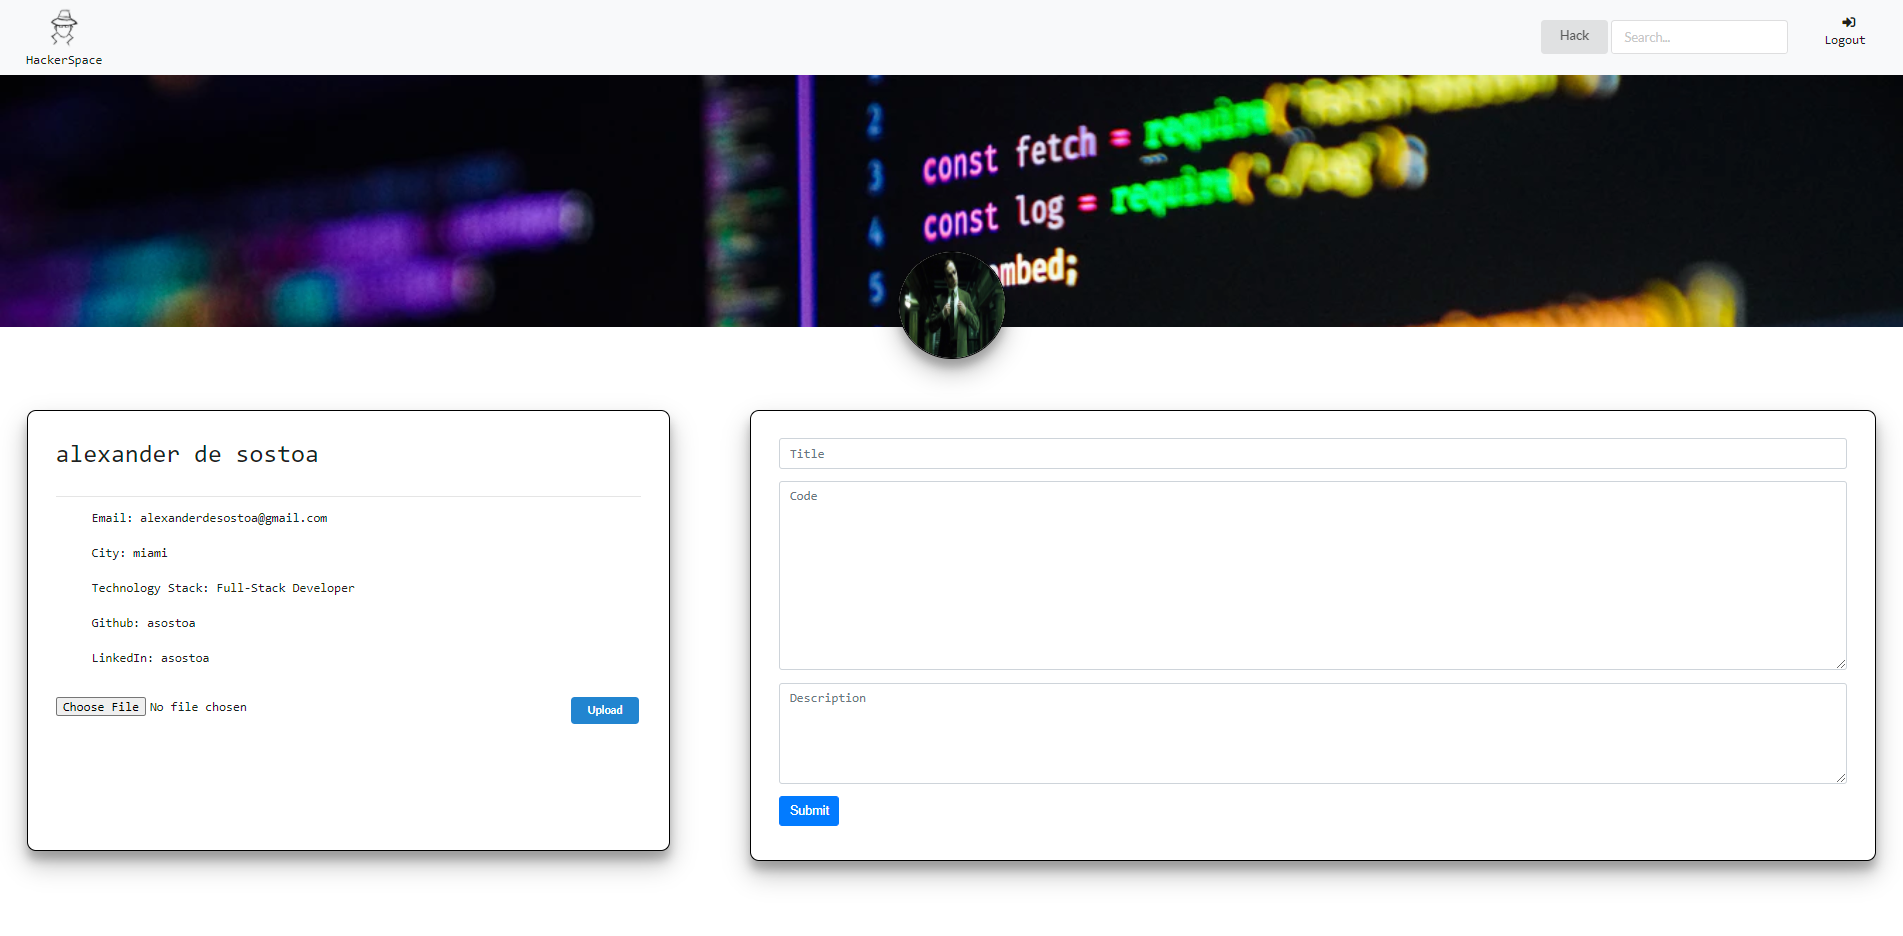 HackerSpace
Hack
Search...
Logout
2
3
4
5
const fetch = require(
const log = require(
mbed;
alexander de sostoa
Email: alexanderdesostoa@gmail.com
City: miami
Technology Stack: Full-Stack Developer
Github: asostoa
LinkedIn: asostoa
Choose File No file chosen
Upload
Title
Code
Description
Submit